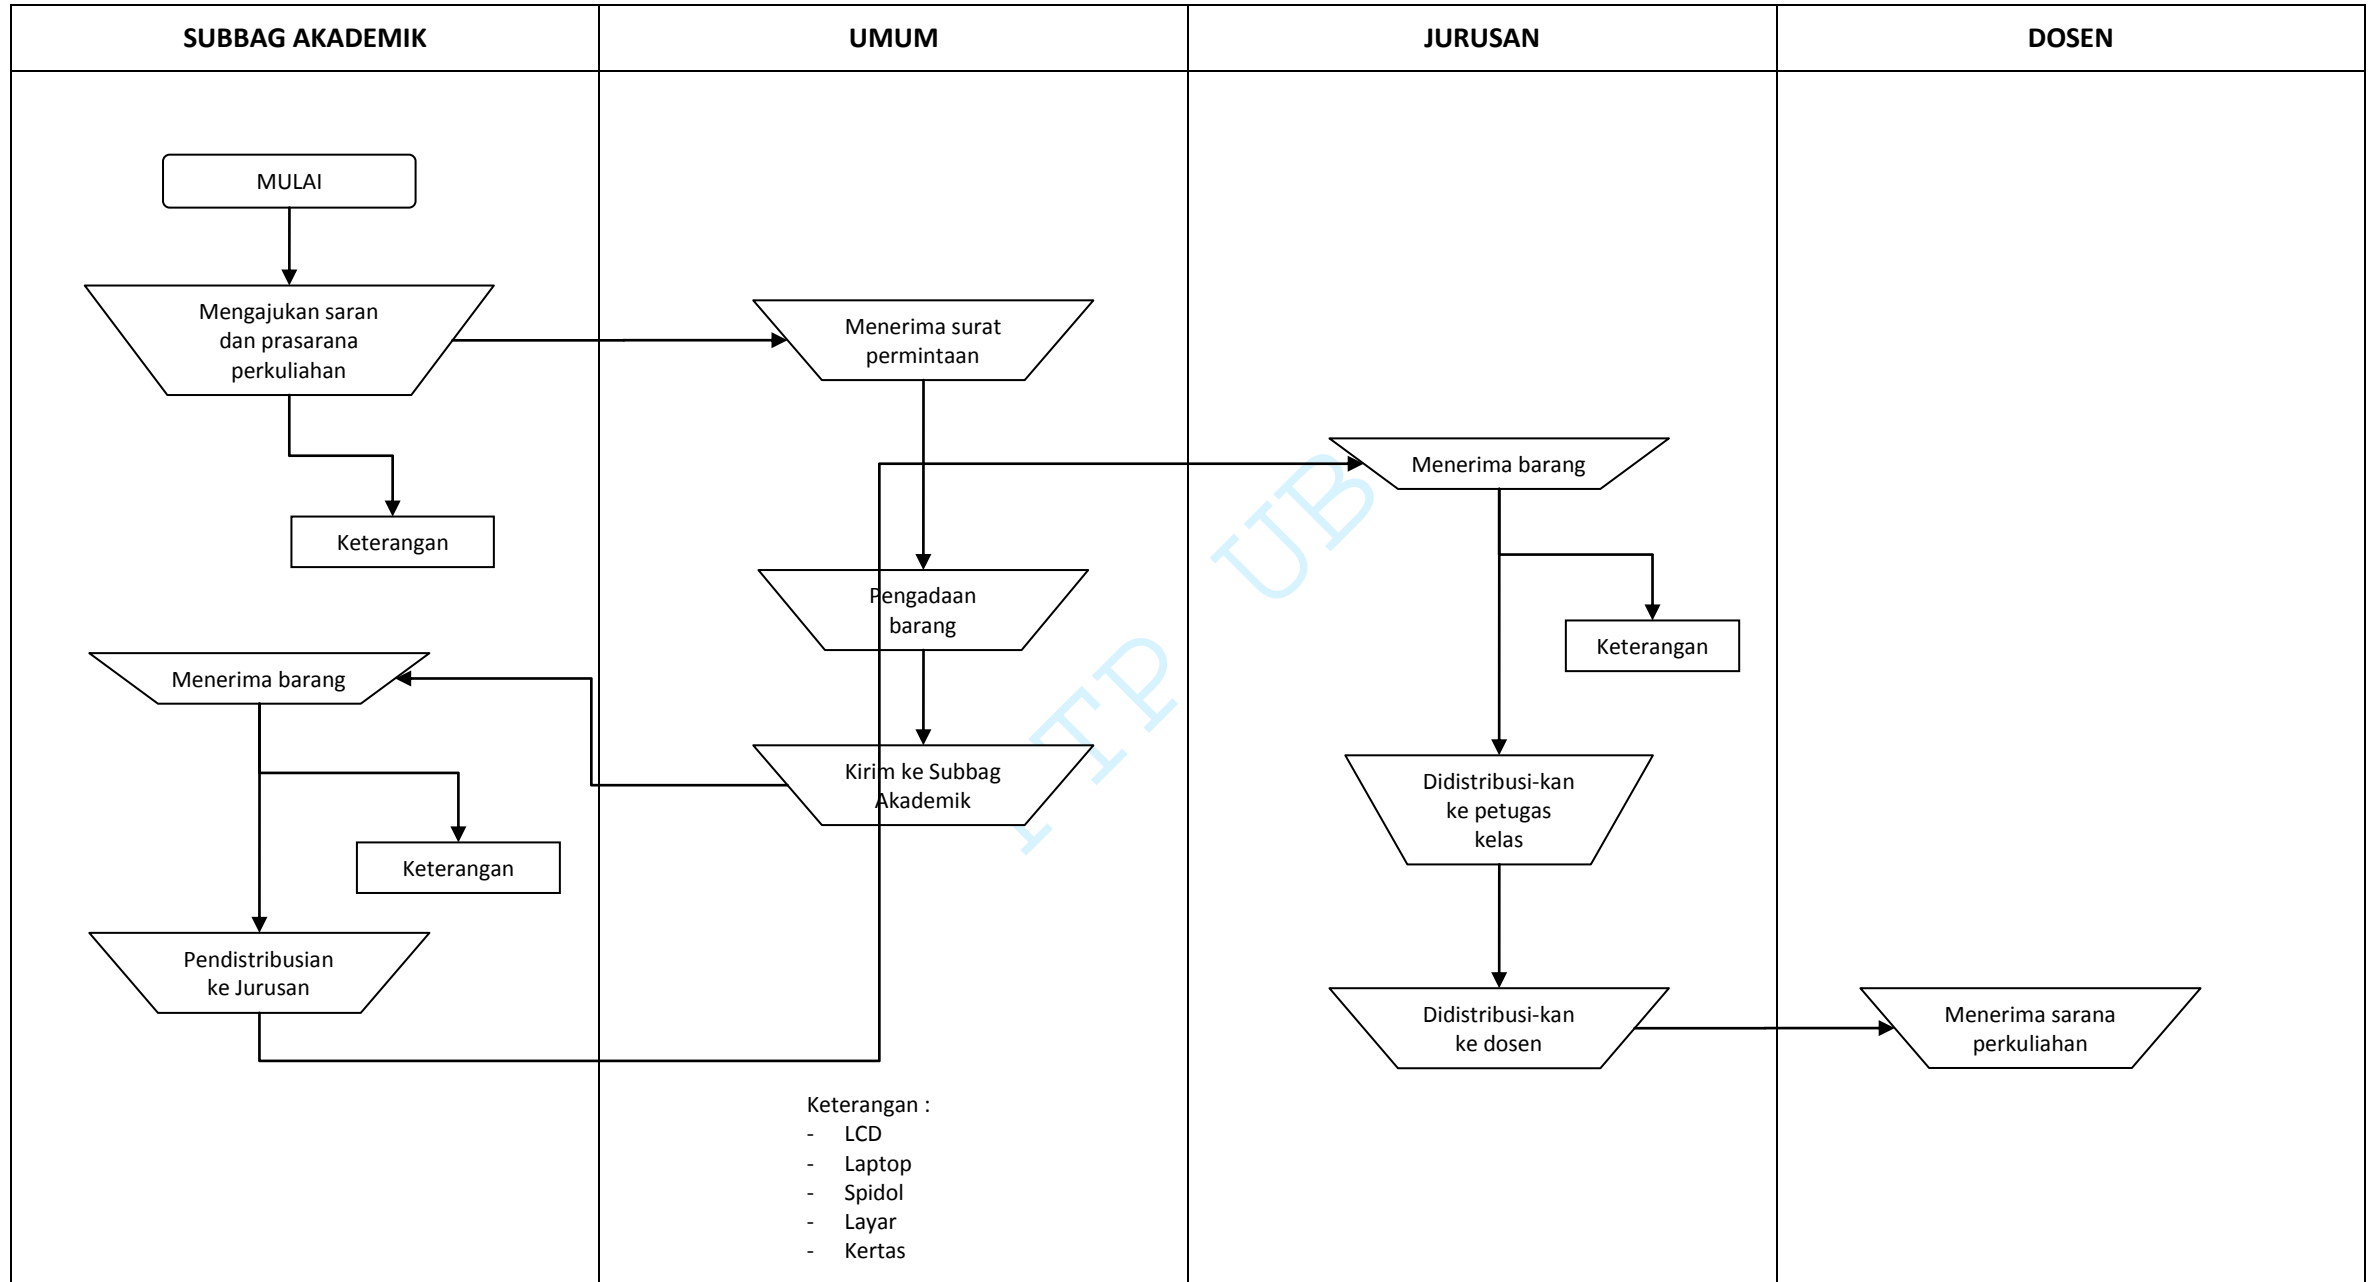 SUBBAG AKADEMIK
UMUM
JURUSAN
DOSEN
MULAI
Mengajukan saran
dan prasarana
perkuliahan
Keterangan
Menerima barang
Keterangan
Pendistribusian
ke Jurusan
Menerima surat
permintaan
Pengadaan
barang
Kirim ke Subbag
Akademik
Keterangan :
- LCD
- Laptop
- Spidol
- Layar
- Kertas
Menerima barang
Keterangan
Didistribusi-kan
ke petugas
kelas
Didistribusi-kan
ke dosen
Menerima sarana
perkuliahan
UB